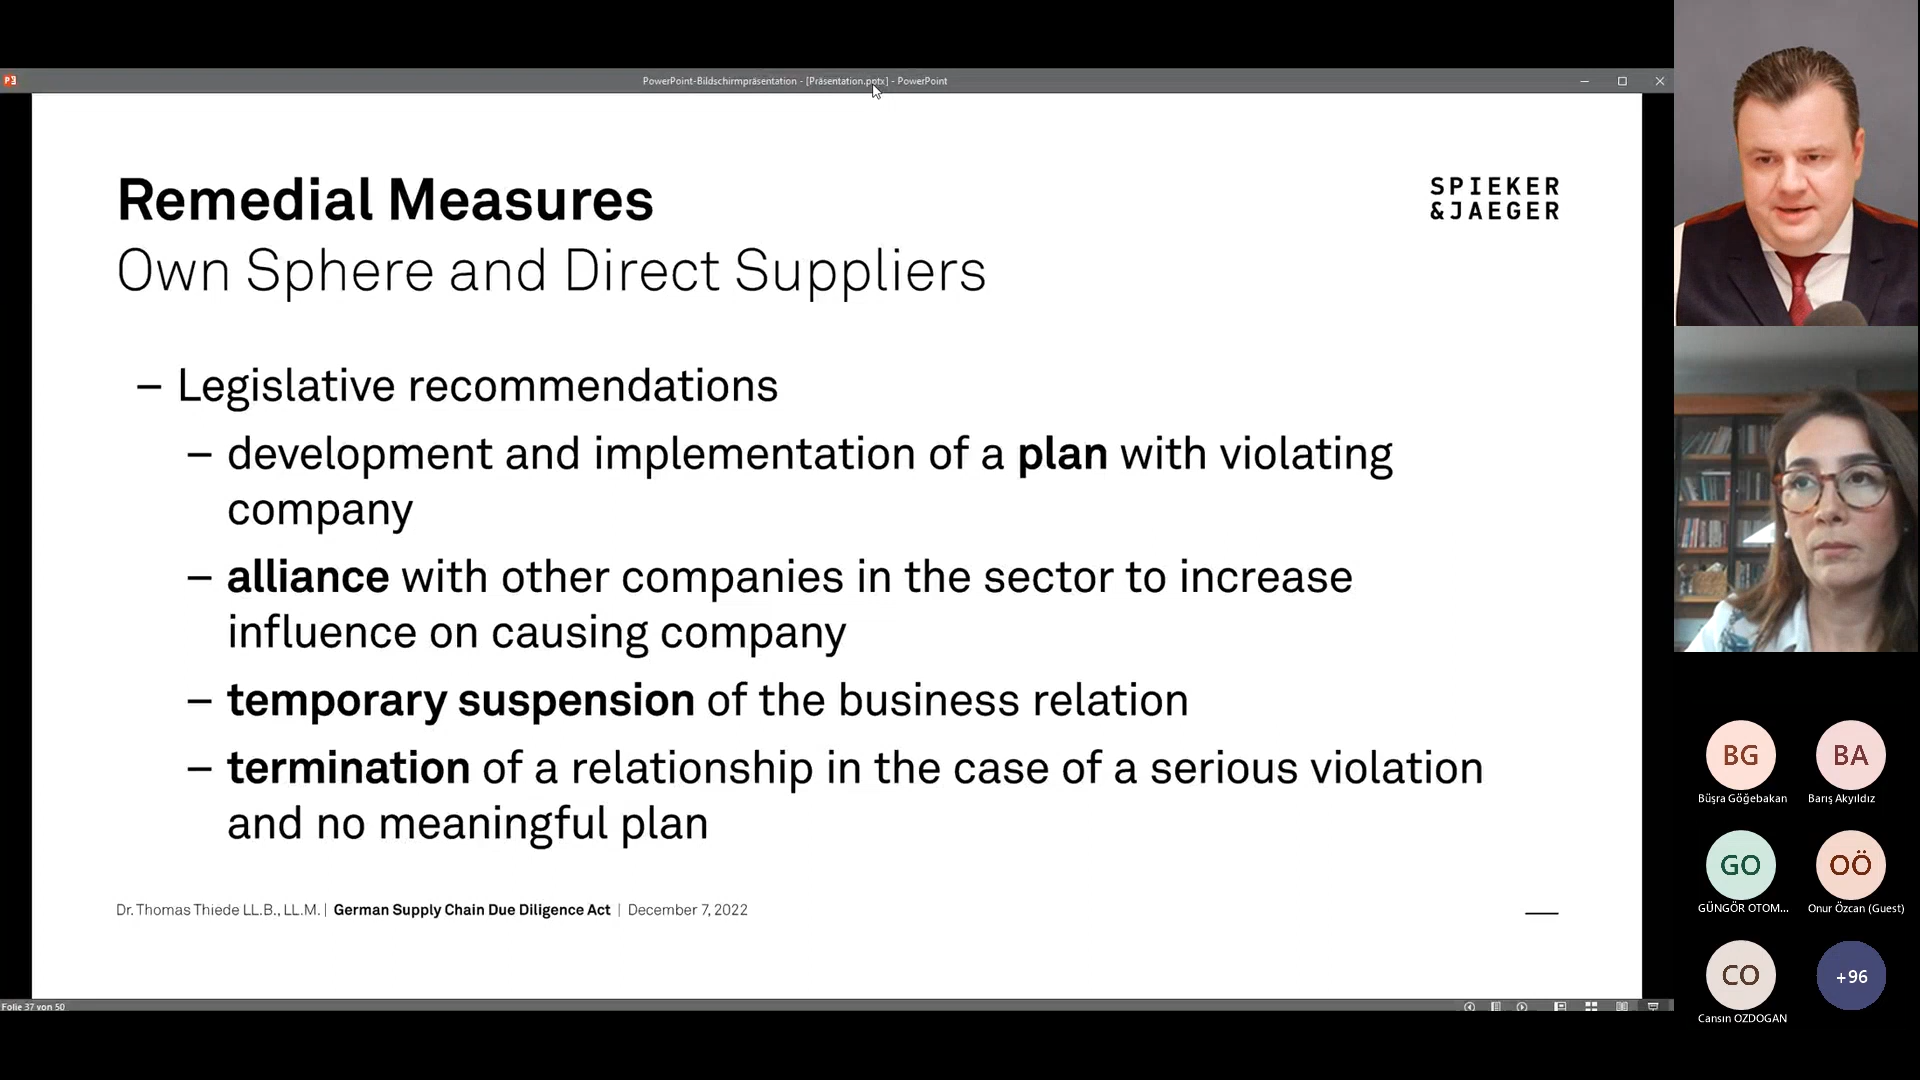 PowerPoint-Bildschirmpräsentation - [Präsentation.pptx] - PowerPoint
Remedial Measures
SPIEKER
&JAEGER
Own Sphere and Direct Suppliers
– Legislative recommendations
– development and implementation of a plan with violating
company
– alliance with other companies in the sector to increase
influence on causing company
– temporary suspension of the business relation
– termination of a relationship in the case of a serious violation
and no meaningful plan
Dr. Thomas Thiede LL.B., LL.M. | German Supply Chain Due Diligence Act | December 7, 2022
Folie 37 von 50
BG
BA
Büşra Göğebakan
Barış Akyıldız
GO
OÖ
GÜNGÖR OTOM...
Onur Özcan (Guest)
CO
+96
Cansın OZDOGAN